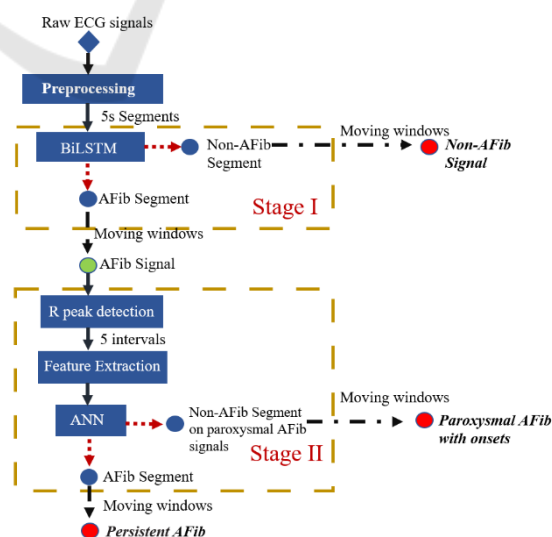 Raw ECG signals
Preprocessing
5s Segments
BiLSTM
Non-AFib
Segment
Moving windows
Non-AFib
Signal
AFib Segment
Stage I
Moving windows
AFib Signal
R peak detection
5 intervals
Feature Extraction
ANN
Non-AFib Segment
on paroxysmal AFib
signals
Moving windows
Paroxysmal AFib
with onsets
Stage II
AFib Segment
Moving windows
Persistent AFib